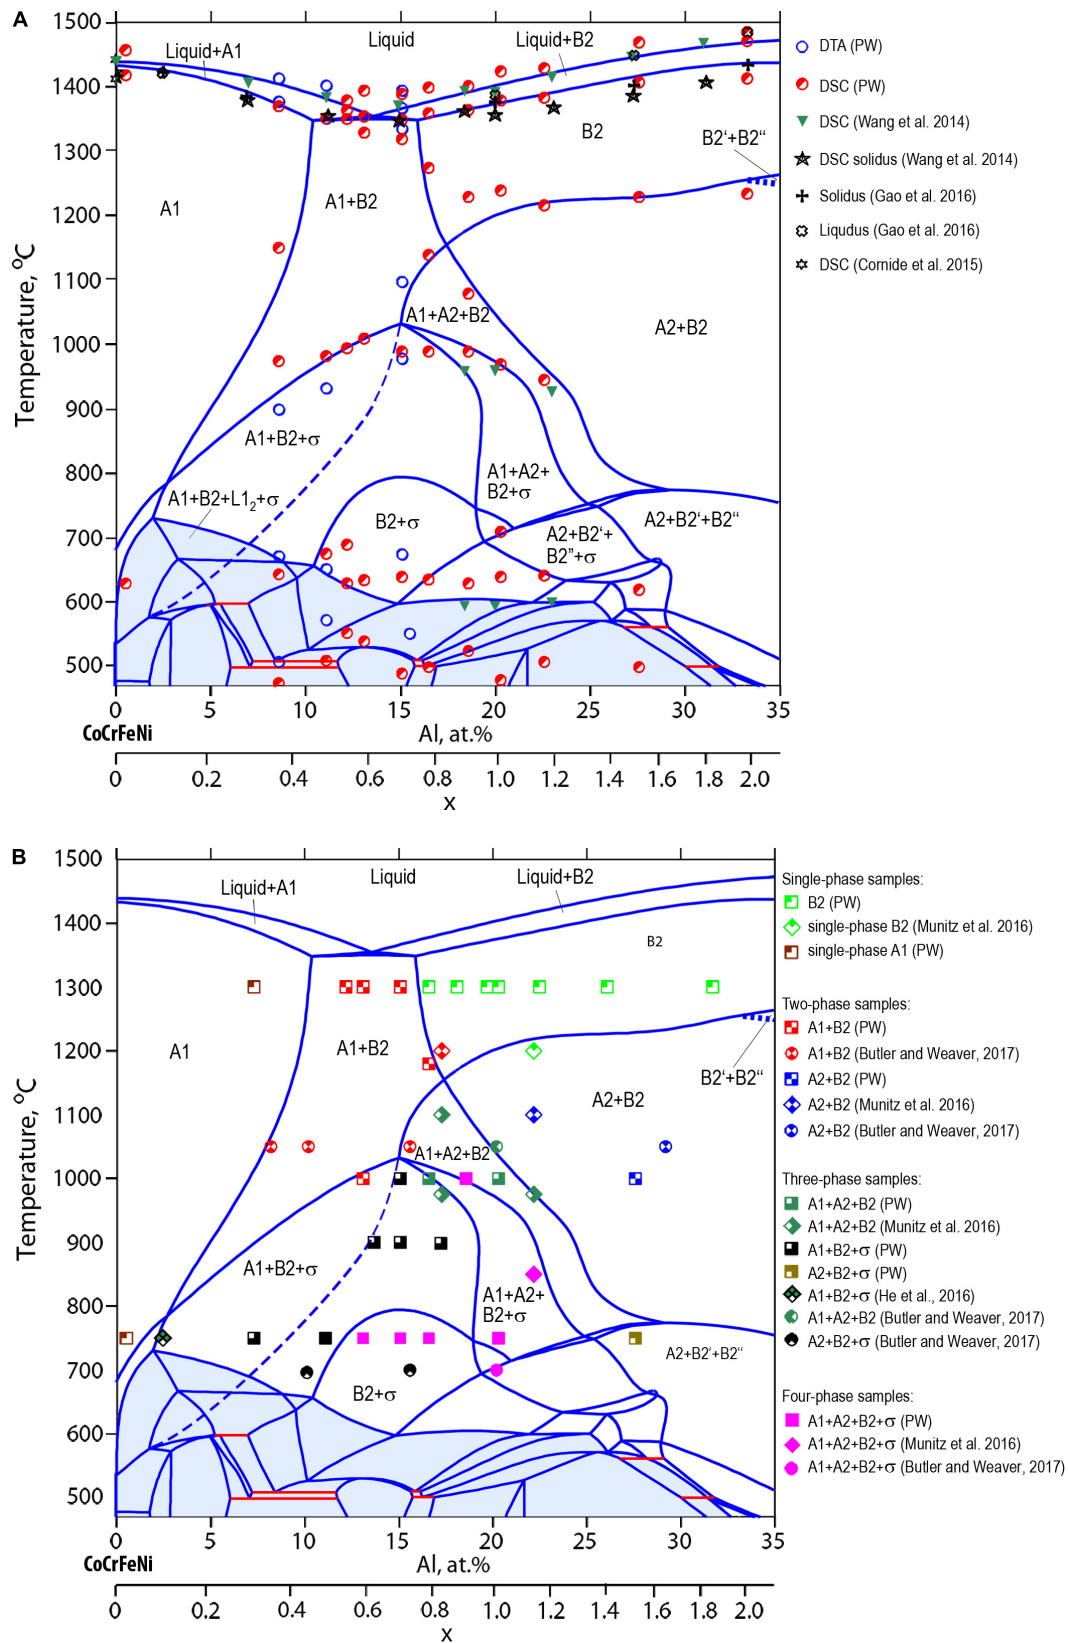 A
1500
1400
1300
1200
1100
1000
900
800
700
600
500
Temperature, ⁰C
Liquid+A1
Liquid
Liquid+B2
B2
B2‘+B2“
A1
A1+B2
A1+A2+B2
A2+B2
A1+B2+σ
A1+B2+L1₂+σ
B2+σ
A1+A2+
B2+σ
A2+B2‘+
B2”+σ
A2+B2‘+B2“
0 5 10 15 20 25 30 35
CoCrFeNi
Al, at.%
0 0.2 0.4 0.6 0.8 1.0 1.2 1.4 1.6 1.8 2.0
x
DTA (PW)
DSC (PW)
DSC (Wang et al. 2014)
DSC solidus (Wang et al. 2014)
Solidus (Gao et al. 2016)
Liqudus (Gao et al. 2016)
DSC (Cornide et al. 2015)
B
1500
1400
1300
1200
1100
1000
900
800
700
600
500
Temperature, ⁰C
Liquid+A1
Liquid
Liquid+B2
B2
A1
A1+B2
B2‘+B2“
A2+B2
A1+A2+B2
A1+B2+σ
A1+A2+
B2+σ
A2+B2‘+B2“
B2+σ
0 5 10 15 20 25 30 35
CoCrFeNi
Al, at.%
0 0.2 0.4 0.6 0.8 1.0 1.2 1.4 1.6 1.8 2.0
x
Single-phase samples:
B2 (PW)
single-phase B2 (Munitz et al. 2016)
single-phase A1 (PW)
Two-phase samples:
A1+B2 (PW)
A1+B2 (Butler and Weaver, 2017)
A2+B2 (PW)
A2+B2 (Munitz et al. 2016)
A2+B2 (Butler and Weaver, 2017)
Three-phase samples:
A1+A2+B2 (PW)
A1+A2+B2 (Munitz et al. 2016)
A1+B2+σ (PW)
A2+B2+σ (PW)
A1+B2+σ (He et al., 2016)
A1+A2+B2 (Butler and Weaver, 2017)
A2+B2+σ (Butler and Weaver, 2017)
Four-phase samples:
A1+A2+B2+σ (PW)
A1+A2+B2+σ (Munitz et al. 2016)
A1+A2+B2+σ (Butler and Weaver, 2017)